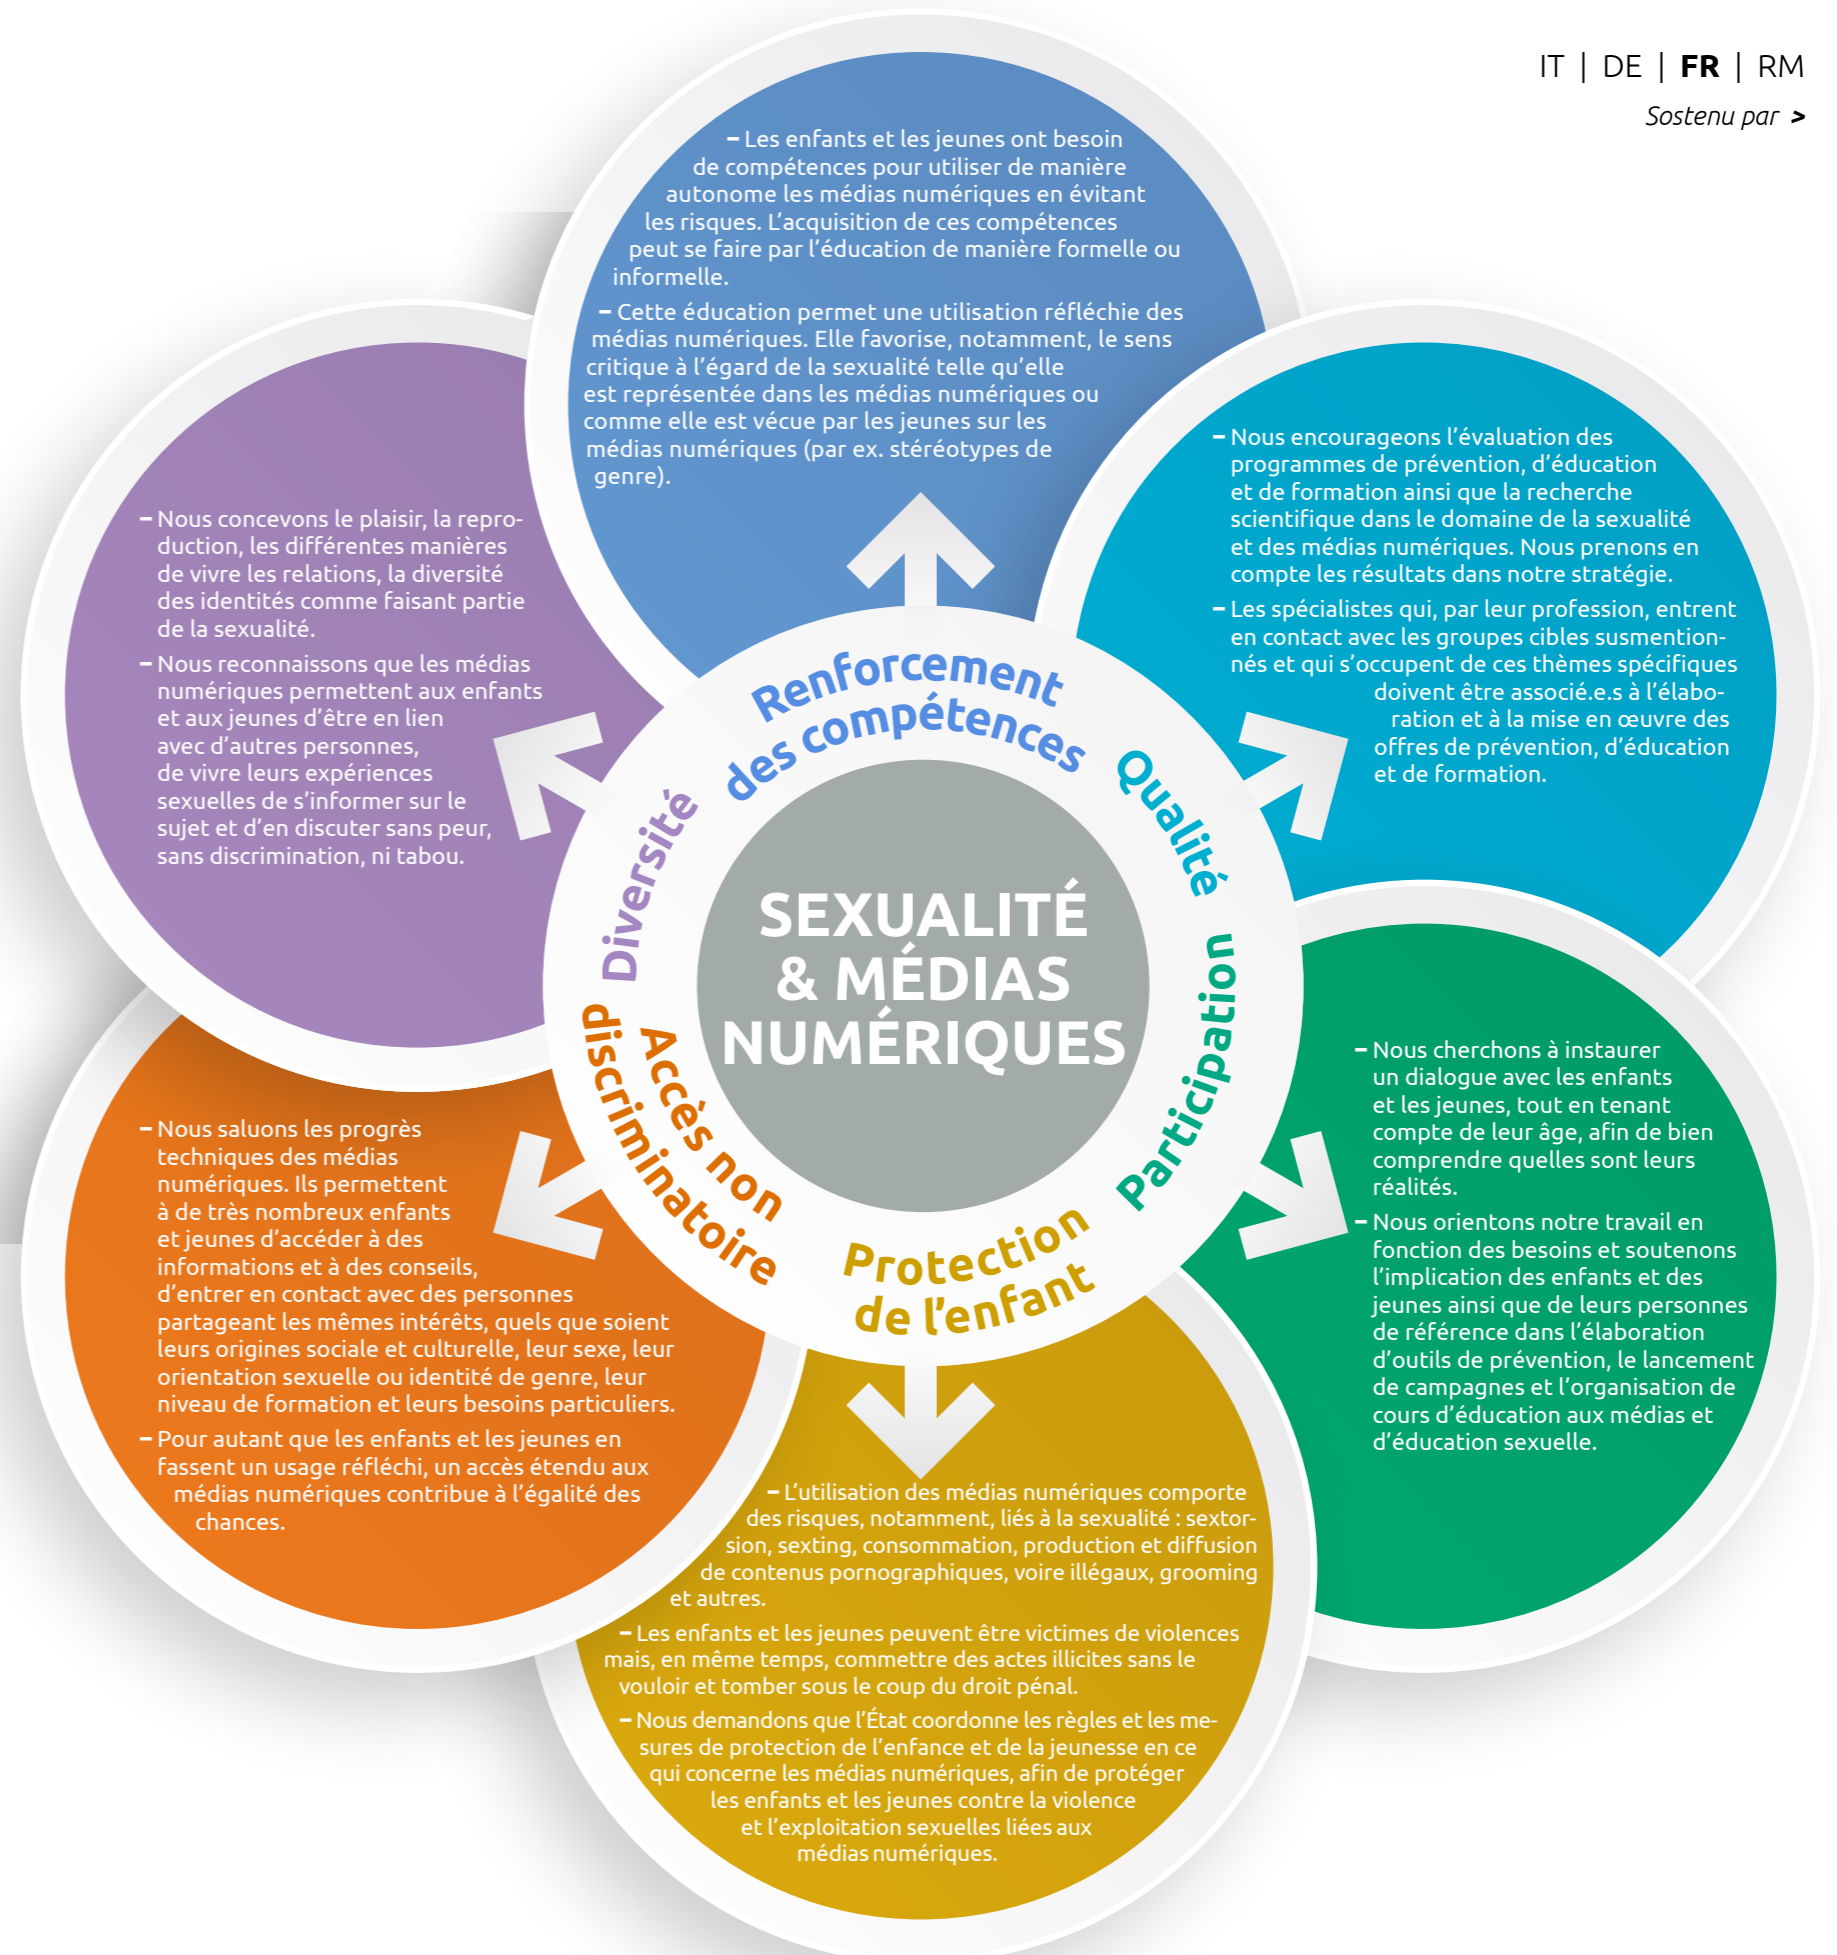 IT | DE | FR | RM
Sostenu par >
– Les enfants et les jeunes ont besoin
de compétences pour utiliser de manière
autonome les médias numériques en évitant
les risques. L’acquisition de ces compétences
peut se faire par l’éducation de manière formelle ou
informelle.
– Cette éducation permet une utilisation réfléchie des
médias numériques. Elle favorise, notamment, le sens
critique à l’égard de la sexualité telle qu’elle
est représentée dans les médias numériques ou
comme elle est vécue par les jeunes sur les
médias numériques (par ex. stéréotypes de
genre).
– Nous encourageons l’évaluation des
programmes de prévention, d’éducation
et de formation ainsi que la recherche
scientifique dans le domaine de la sexualité
et des médias numériques. Nous prenons en
compte les résultats dans notre stratégie.
– Les spécialistes qui, par leur profession, entrent
en contact avec les groupes cibles susmention-
nés et qui s’occupent de ces thèmes spécifiques
doivent être associé.e.s à l’élabo-
ration et à la mise en œuvre des
offres de prévention, d’éducation
et de formation.
– Nous concevons le plaisir, la repro-
duction, les différentes manières
de vivre les relations, la diversité
des identités comme faisant partie
de la sexualité.
– Nous reconnaissons que les médias
numériques permettent aux enfants
et aux jeunes d’être en lien
avec d’autres personnes,
de vivre leurs expériences
sexuelles de s’informer sur le
sujet et d’en discuter sans peur,
sans discrimination, ni tabou.
Renforcement
des compétences
Qualité
Diversité
SEXUALITÉ
& MÉDIAS
NUMÉRIQUES
Participation
Accès non
discriminatoire
Protection
de l’enfant
– Nous cherchons à instaurer
un dialogue avec les enfants
et les jeunes, tout en tenant
compte de leur âge, afin de bien
comprendre quelles sont leurs
réalités.
– Nous orientons notre travail en
fonction des besoins et soutenons
l’implication des enfants et des
jeunes ainsi que de leurs personnes
de référence dans l’élaboration
d’outils de prévention, le lancement
de campagnes et l’organisation de
cours d’éducation aux médias et
d’éducation sexuelle.
– Nous saluons les progrès
techniques des médias
numériques. Ils permettent
à de très nombreux enfants
et jeunes d’accéder à des
informations et à des conseils,
d’entrer en contact avec des personnes
partageant les mêmes intérêts, quels que soient
leurs origines sociale et culturelle, leur sexe, leur
orientation sexuelle ou identité de genre, leur
niveau de formation et leurs besoins particuliers.
– Pour autant que les enfants et les jeunes en
fassent un usage réfléchi, un accès étendu aux
médias numériques contribue à l’égalité des
chances.
– L’utilisation des médias numériques comporte
des risques, notamment, liés à la sexualité : sextor-
sion, sexting, consommation, production et diffusion
de contenus pornographiques, voire illégaux, grooming
et autres.
– Les enfants et les jeunes peuvent être victimes de violences
mais, en même temps, commettre des actes illicites sans le
vouloir et tomber sous le coup du droit pénal.
– Nous demandons que l’État coordonne les règles et les me-
sures de protection de l’enfance et de la jeunesse en ce
qui concerne les médias numériques, afin de protéger
les enfants et les jeunes contre la violence
et l’exploitation sexuelles liées aux
médias numériques.